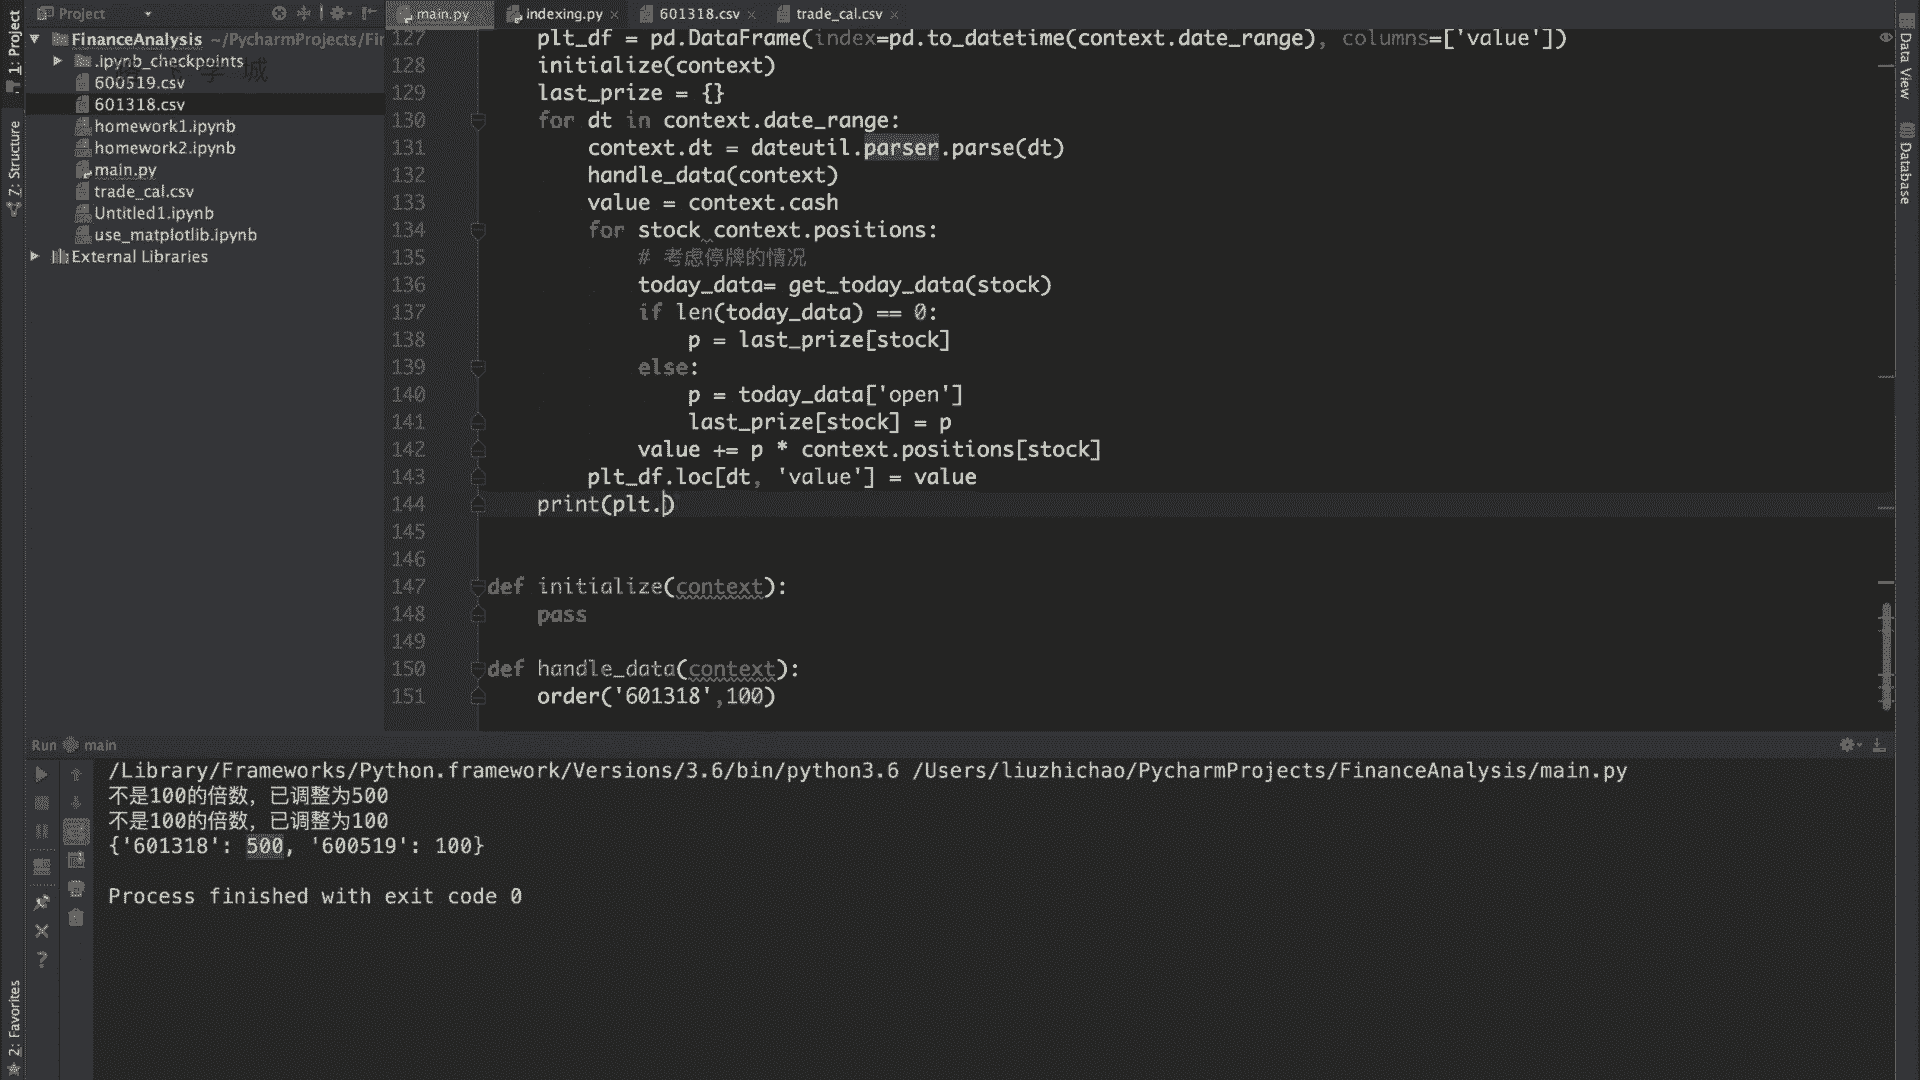 1: Project
Project
FinanceAnalysis ~/PycharmProjects/Fir
.ipynb_checkpoints
600519.csv
601318.csv
homework1.ipynb
homework2.ipynb
main.py
trade_cal.csv
Untitled1.ipynb
use_matplotlib.ipynb
External Libraries
Z: Structure
2: Favorites
main.py
indexing.py
601318.csv
trade_cal.csv
127 plt_df = pd.DataFrame(index=pd.to_datetime(context.date_range), columns=['value'])
128 initialize(context)
129 last_prize = {}
130 for dt in context.date_range:
131 context.dt = dateutil.parser.parse(dt)
132 handle_data(context)
133 value = context.cash
134 for stock context.positions:
135 # 考虑停牌的情况
136 today_data= get_today_data(stock)
137 if len(today_data) == 0:
138 p = last_prize[stock]
139 else:
140 p = today_data['open']
141 last_prize[stock] = p
142 value += p * context.positions[stock]
143 plt_df.loc[dt, 'value'] = value
144 print(plt.)
145
146
147 def initialize(context):
148 pass
149
150 def handle_data(context):
151 order('601318',100)
Data View
Database
Run main
/Library/Frameworks/Python.framework/Versions/3.6/bin/python3.6 /Users/liuzhichao/PycharmProjects/FinanceAnalysis/main.py
不是100的倍数，已调整为500
不是100的倍数，已调整为100
{'601318': 500, '600519': 100}
Process finished with exit code 0